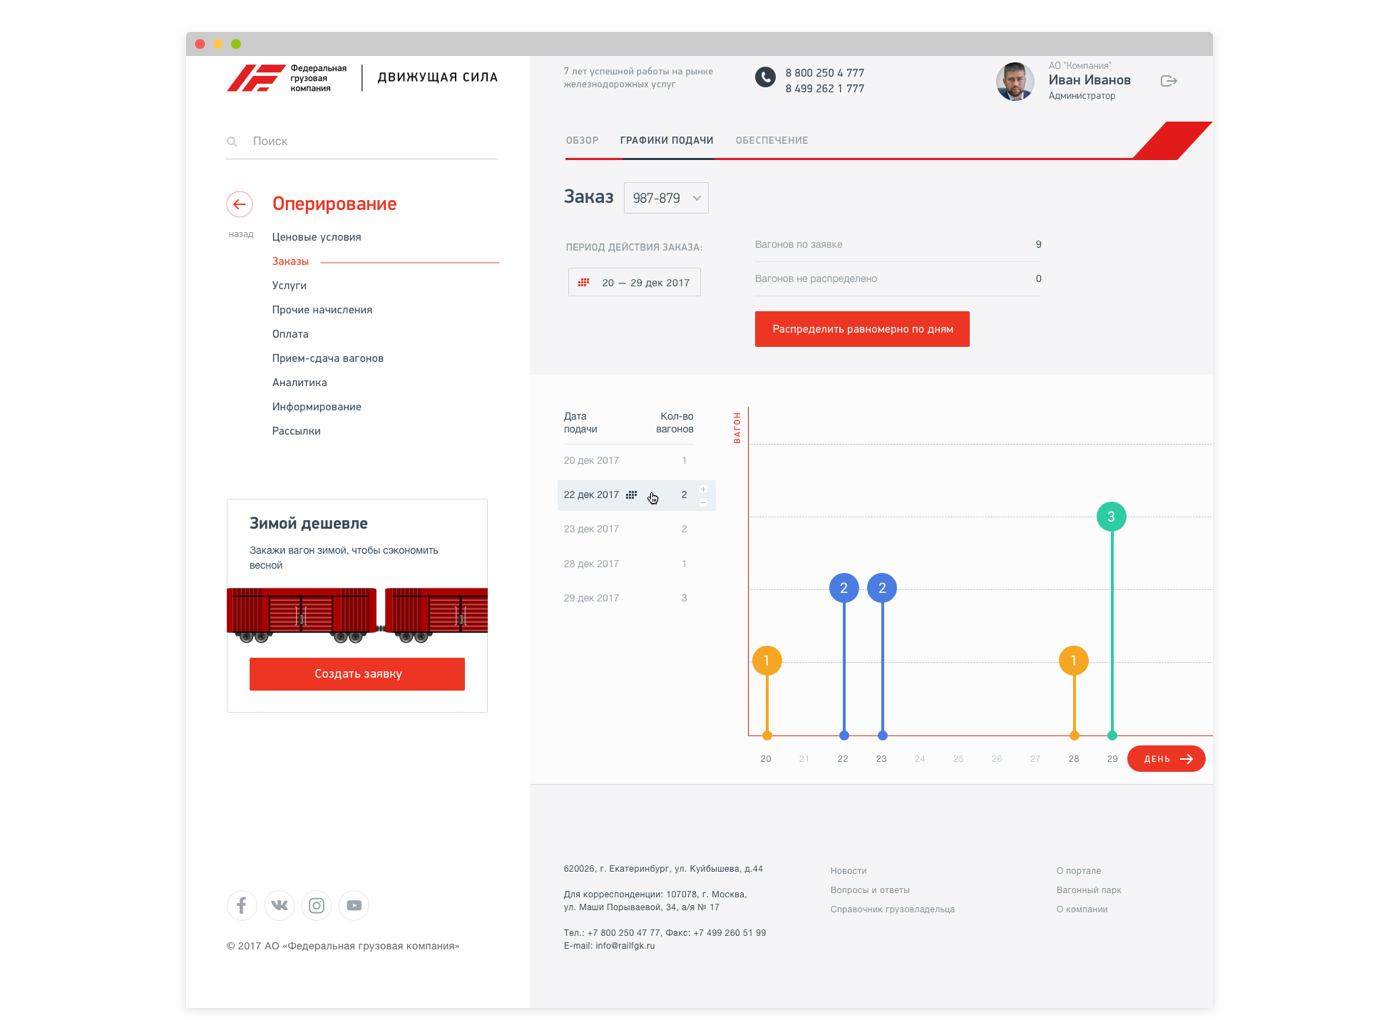 Федеральная
грузовая
компания
ДВИЖУЩАЯ СИЛА
7 лет успешной работы на рынке
железнодорожных услуг
8 800 250 4 777
8 499 262 1 777
АО "Компания"
Иван Иванов
Администратор
Поиск
ОБЗОР
ГРАФИКИ ПОДАЧИ
ОБЕСПЕЧЕНИЕ
Оперирование
назад
Ценовые условия
Заказы
Услуги
Прочие начисления
Оплата
Прием-сдача вагонов
Аналитика
Информирование
Рассылки
Заказ
987-879
ПЕРИОД ДЕЙСТВИЯ ЗАКАЗА:
20 — 29 дек 2017
Вагонов по заявке 9
Вагонов не распределено 0
Распределить равномерно по дням
Зимой дешевле
Закажи вагон зимой, чтобы сэкономить
весной
Создать заявку
Дата
подачи
Кол-во
вагонов
20 дек 2017 1
22 дек 2017 2 + −
23 дек 2017 2
28 дек 2017 1
29 дек 2017 3
ВАГОН
1
2
2
1
3
20 21 22 23 24 25 26 27 28 29
ДЕНЬ
620026, г. Екатеринбург, ул. Куйбышева, д.44
Для корреспонденции: 107078, г. Москва,
ул. Маши Порываевой, 34, а/я № 17
Тел.: +7 800 250 47 77, Факс: +7 499 260 51 99
E-mail: info@railfgk.ru
Новости
Вопросы и ответы
Справочник грузовладельца
О портале
Вагонный парк
О компании
© 2017 АО «Федеральная грузовая компания»